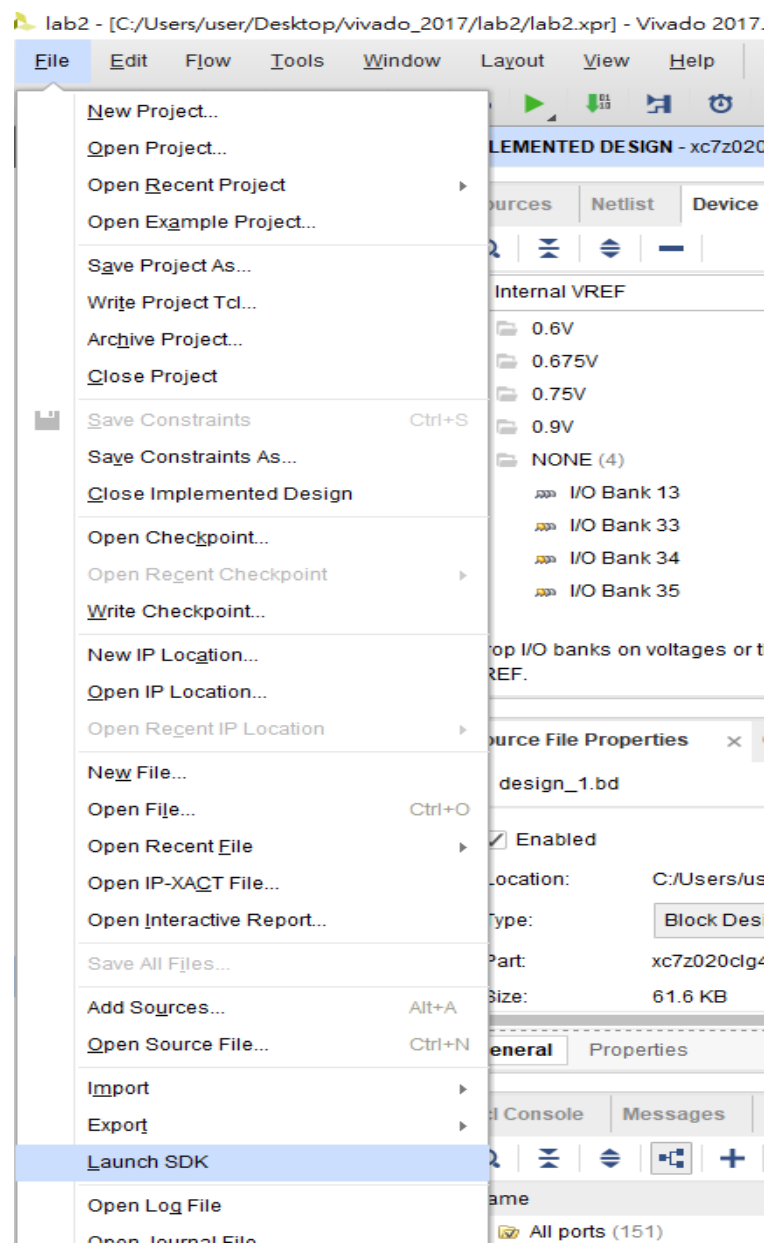 lab2 - [C:/Users/user/Desktop/vivado_2017/lab2/lab2.xpr] - Vivado 2017.
File Edit Flow Tools Window Layout View Help
New Project...
Open Project...
Open Recent Project
Open Example Project...
Save Project As...
Write Project Tcl...
Archive Project...
Close Project
Save Constraints Ctrl+S
Save Constraints As...
Close Implemented Design
Open Checkpoint...
Open Recent Checkpoint
Write Checkpoint...
New IP Location...
Open IP Location...
Open Recent IP Location
New File...
Open File... Ctrl+O
Open Recent File
Open IP-XACT File...
Open Interactive Report...
Save All Files...
Add Sources... Alt+A
Open Source File... Ctrl+N
Import
Export
Launch SDK
Open Log File
Open Journal File
LEMENTED DESIGN - xc7z020
ources Netlist Device
Internal VREF
0.6V
0.675V
0.75V
0.9V
NONE (4)
I/O Bank 13
I/O Bank 33
I/O Bank 34
I/O Bank 35
rop I/O banks on voltages or t
REF.
ource File Properties
design_1.bd
Enabled
Location: C:/Users/us
Type: Block Des
Part: xc7z020clg4
Size: 61.6 KB
eneral Properties
cl Console Messages
ame
All ports (151)